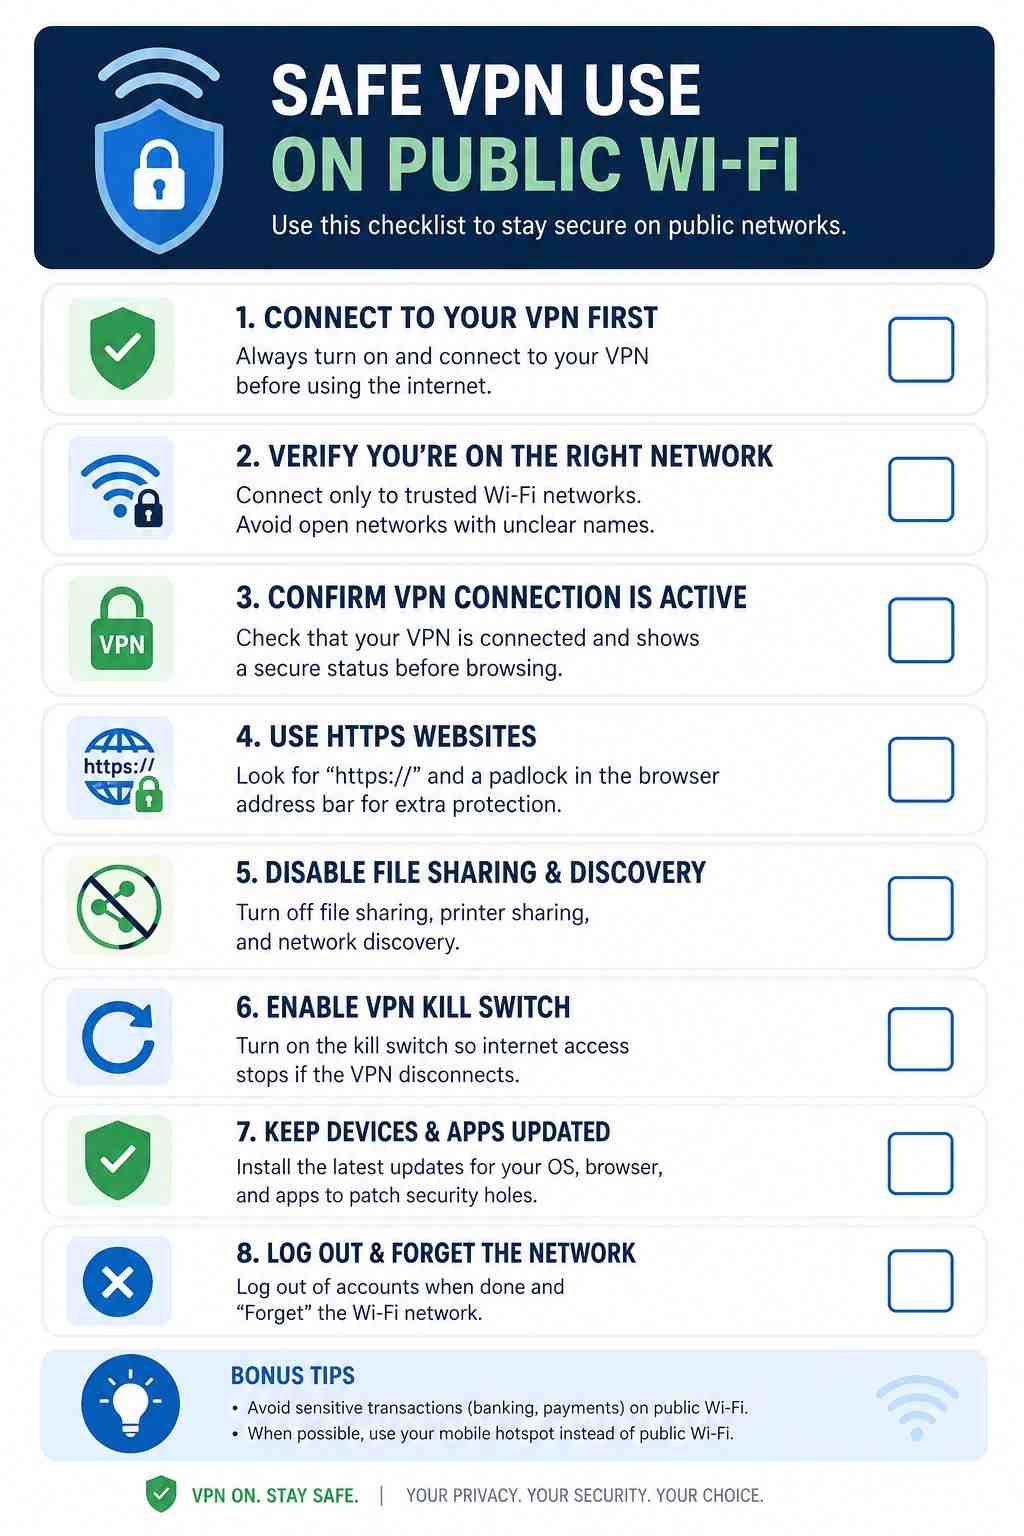 SAFE VPN USE
ON PUBLIC WI-FI
Use this checklist to stay secure on public networks.
1. CONNECT TO YOUR VPN FIRST
Always turn on and connect to your VPN
before using the internet.
2. VERIFY YOU’RE ON THE RIGHT NETWORK
Connect only to trusted Wi-Fi networks.
Avoid open networks with unclear names.
VPN
3. CONFIRM VPN CONNECTION IS ACTIVE
Check that your VPN is connected and shows
a secure status before browsing.
https://
4. USE HTTPS WEBSITES
Look for “https://” and a padlock in the browser
address bar for extra protection.
5. DISABLE FILE SHARING & DISCOVERY
Turn off file sharing, printer sharing,
and network discovery.
6. ENABLE VPN KILL SWITCH
Turn on the kill switch so internet access
stops if the VPN disconnects.
7. KEEP DEVICES & APPS UPDATED
Install the latest updates for your OS, browser,
and apps to patch security holes.
8. LOG OUT & FORGET THE NETWORK
Log out of accounts when done and
“Forget” the Wi-Fi network.
BONUS TIPS
• Avoid sensitive transactions (banking, payments) on public Wi-Fi.
• When possible, use your mobile hotspot instead of public Wi-Fi.
VPN ON. STAY SAFE. | YOUR PRIVACY. YOUR SECURITY. YOUR CHOICE.